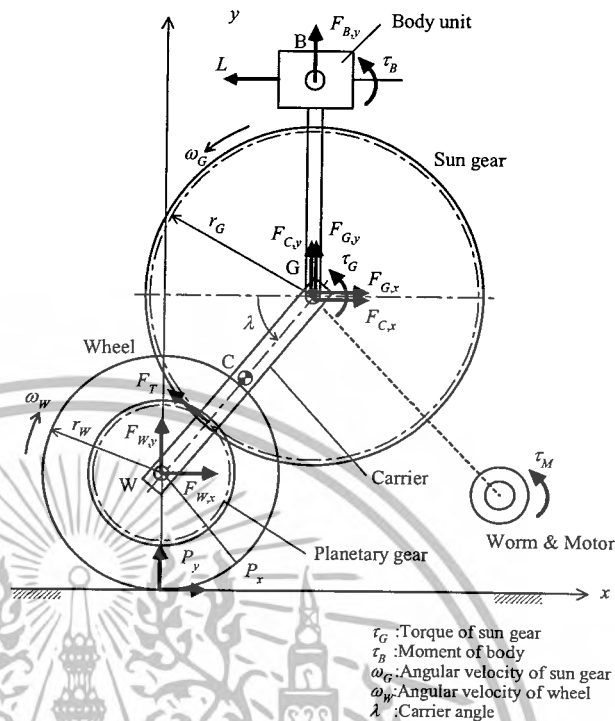 y
Body unit
F_{B,y}
B
τ_B
L
Sun gear
ω_G
r_G
F_{C,y}
F_{G,y}
τ_G
G
F_{G,x}
F_{C,x}
λ
Wheel
C
F_T
ω_W
r_W
F_{W,y}
Carrier
τ_M
W
F_{W,x}
Worm & Motor
Planetary gear
P_y
P_x
x
τ_G :Torque of sun gear
τ_B :Moment of body
ω_G :Angular velocity of sun gear
ω_W :Angular velocity of wheel
λ :Carrier angle